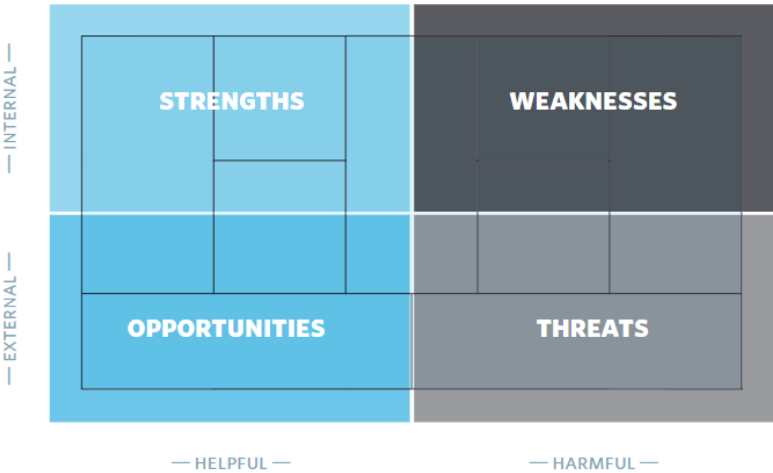 INTERNAL
STRENGTHS
WEAKNESSES
EXTERNAL
OPPORTUNITIES
THREATS
HELPFUL
HARMFUL